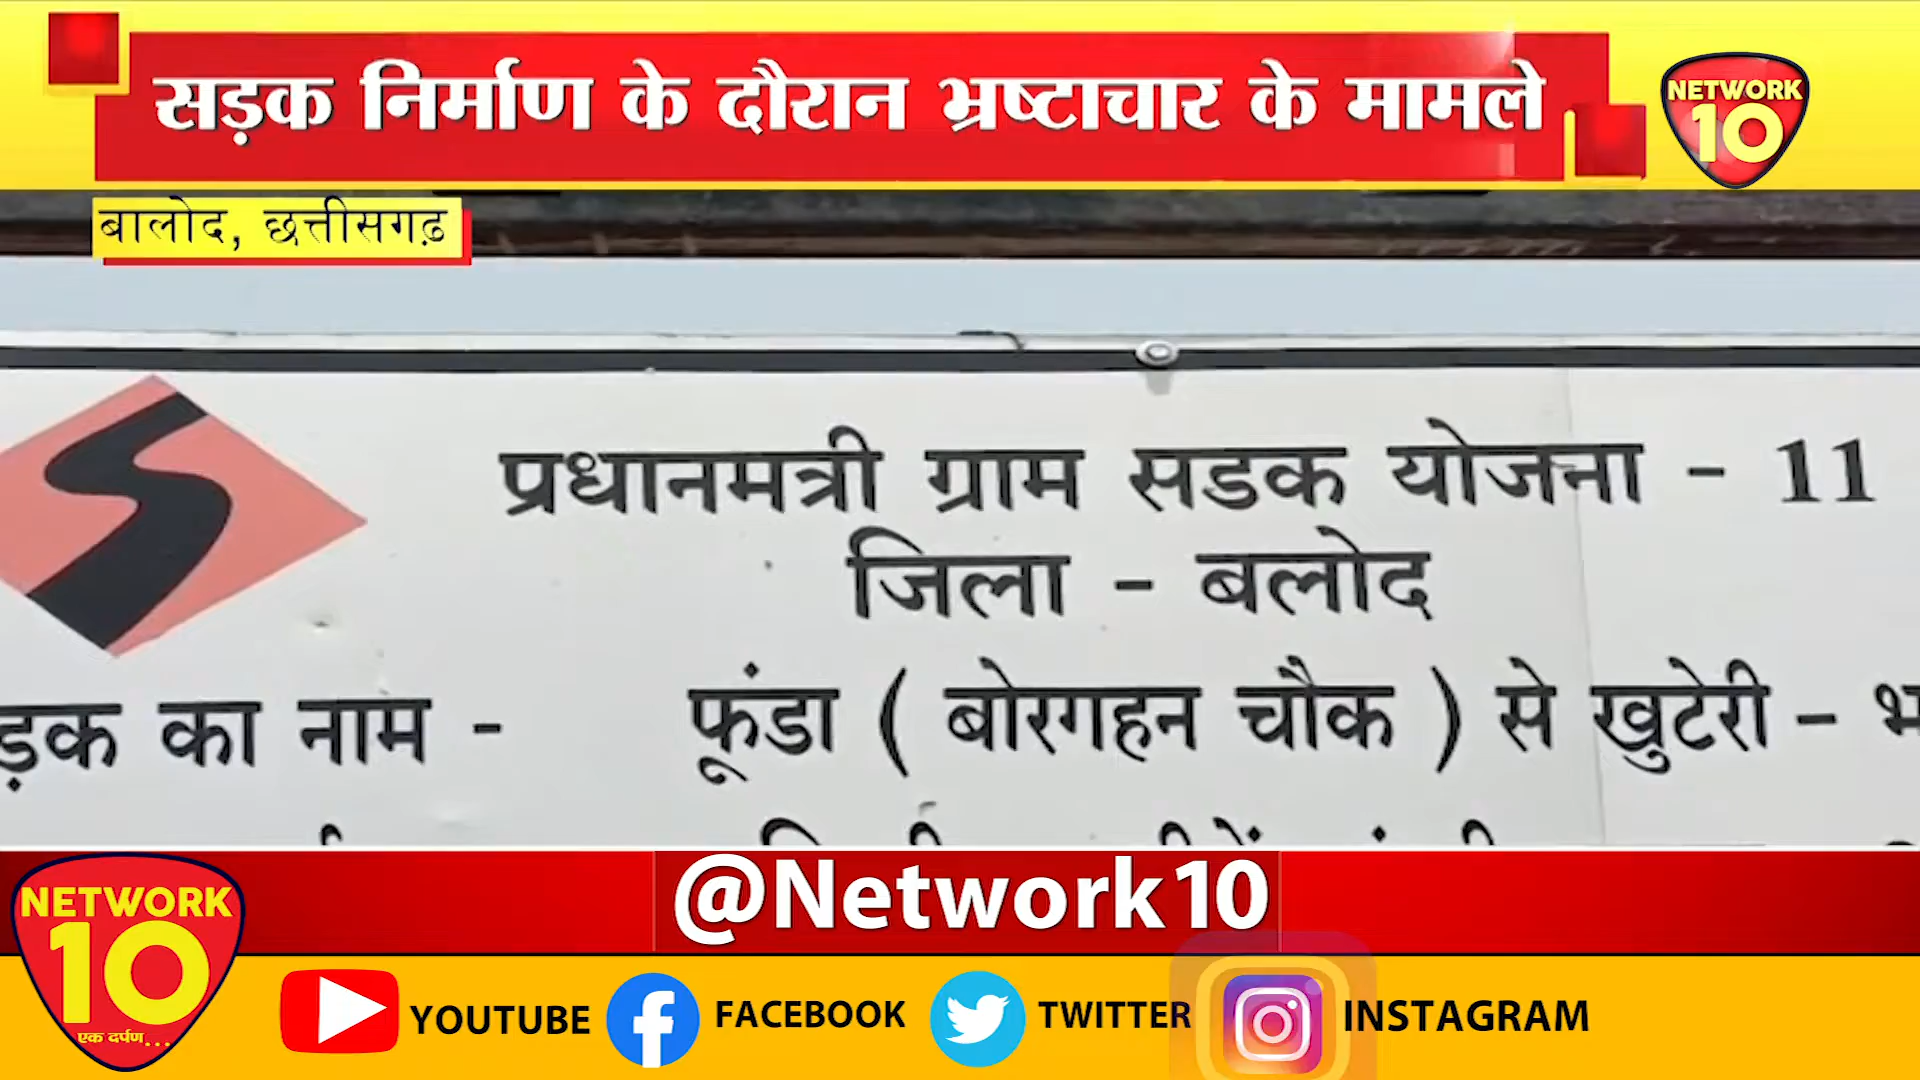 सड़क निर्माण के दौरान भ्रष्टाचार के मामले
NETWORK
10
बालोद, छत्तीसगढ़
प्रधानमत्री ग्राम सडक योजना - 11
जिला - बलोद
ड़क का नाम - फूंडा ( बोरगहन चौक ) से खुटेरी - भ
@Network10
NETWORK
10
एक दर्पण...
YOUTUBE FACEBOOK TWITTER INSTAGRAM